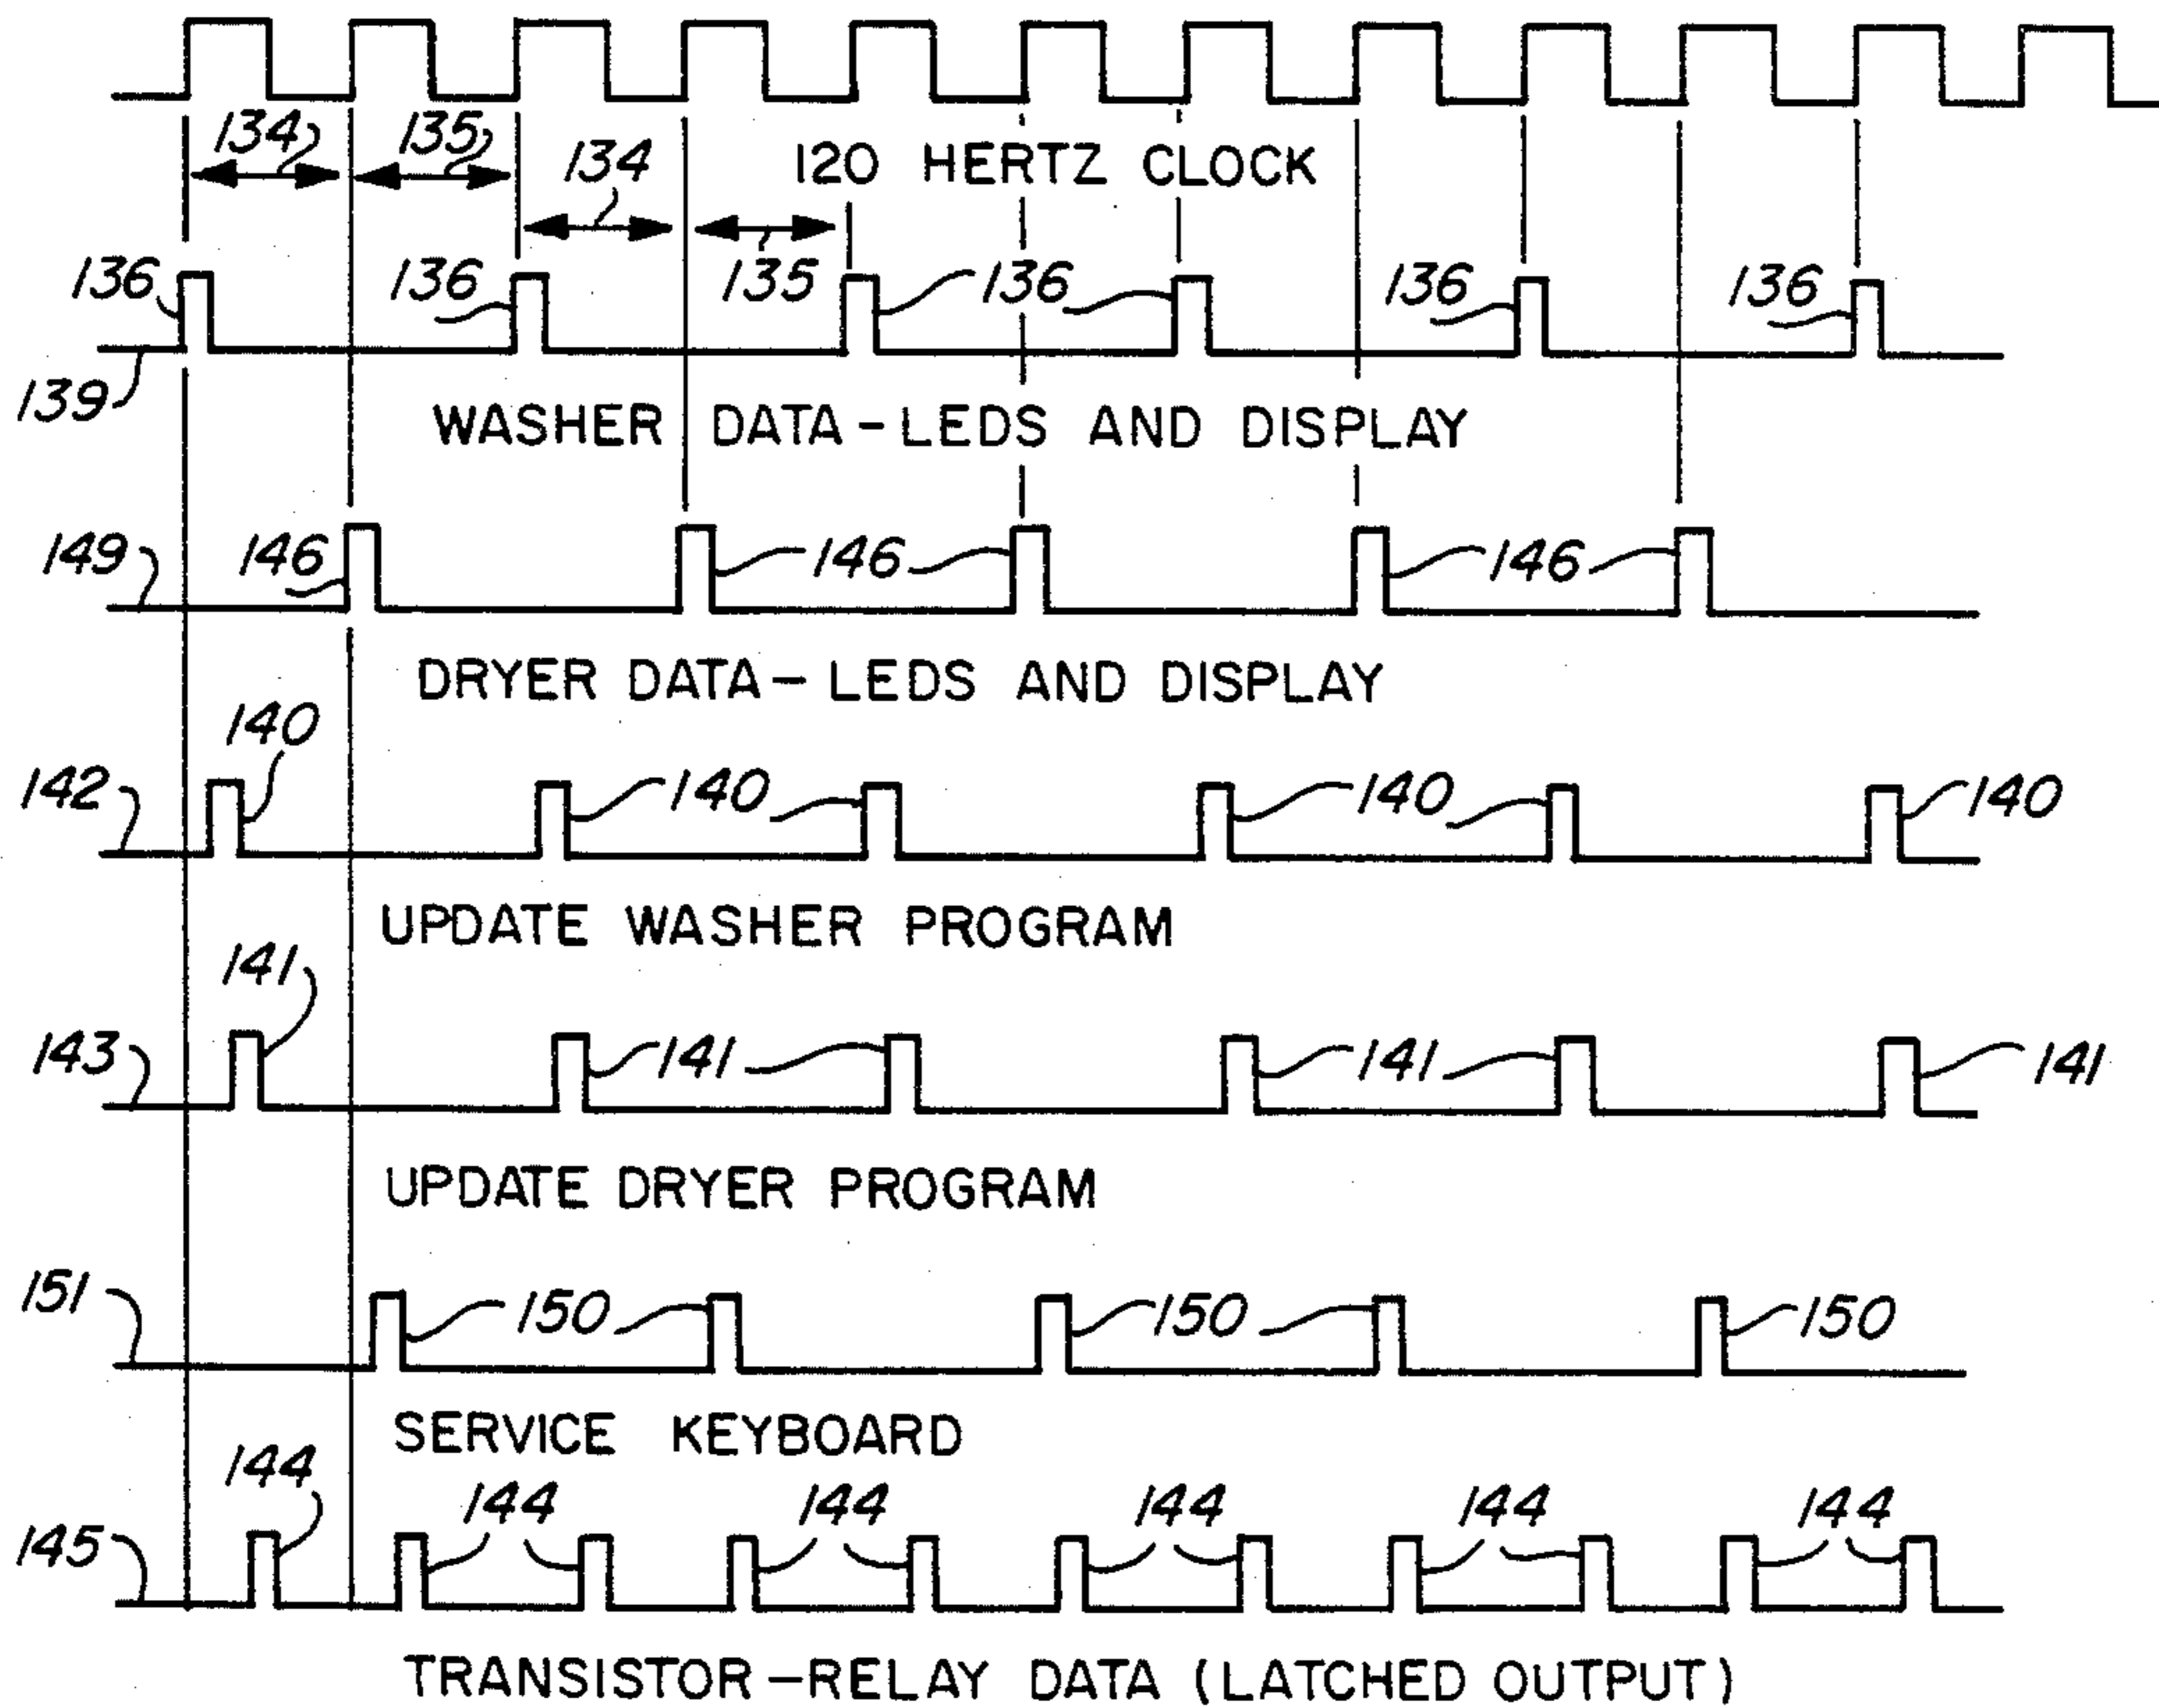 134 135 134 120 HERTZ CLOCK
135
136 136 136 136 136
139
WASHER DATA-LEDS AND DISPLAY
149 146 146 146
DRYER DATA- LEDS AND DISPLAY
140
142 140 140 140
UPDATE WASHER PROGRAM
141
143 141 141 141
UPDATE DRYER PROGRAM
151 150 150 150
SERVICE KEYBOARD
144 144 144 144 144 144
145
TRANSISTOR-RELAY DATA (LATCHED OUTPUT)